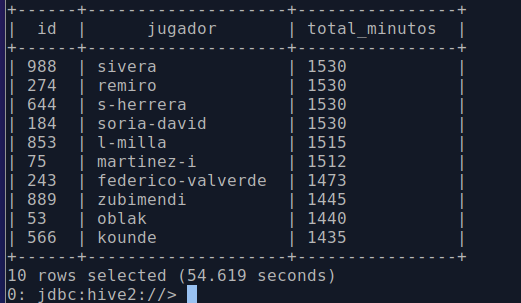 +------+--------------------+----------------+
|  id  |      jugador       | total_minutos  |
+------+--------------------+----------------+
| 988  | sivera             | 1530           |
| 274  | remiro             | 1530           |
| 644  | s-herrera          | 1530           |
| 184  | soria-david        | 1530           |
| 853  | l-milla            | 1515           |
| 75   | martinez-i         | 1512           |
| 243  | federico-valverde  | 1473           |
| 889  | zubimendi          | 1445           |
| 53   | oblak              | 1440           |
| 566  | kounde             | 1435           |
+------+--------------------+----------------+
10 rows selected (54.619 seconds)
0: jdbc:hive2://>